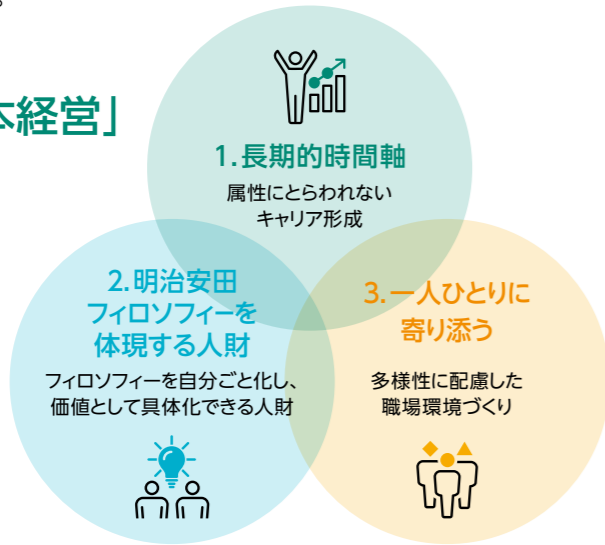 本経営」
1.長期的時間軸
属性にとらわれない
キャリア形成
2.明治安田
フィロソフィーを
体現する人財
フィロソフィーを自分ごと化し、
価値として具体化できる人財
3.一人ひとりに
寄り添う
多様性に配慮した
職場環境づくり